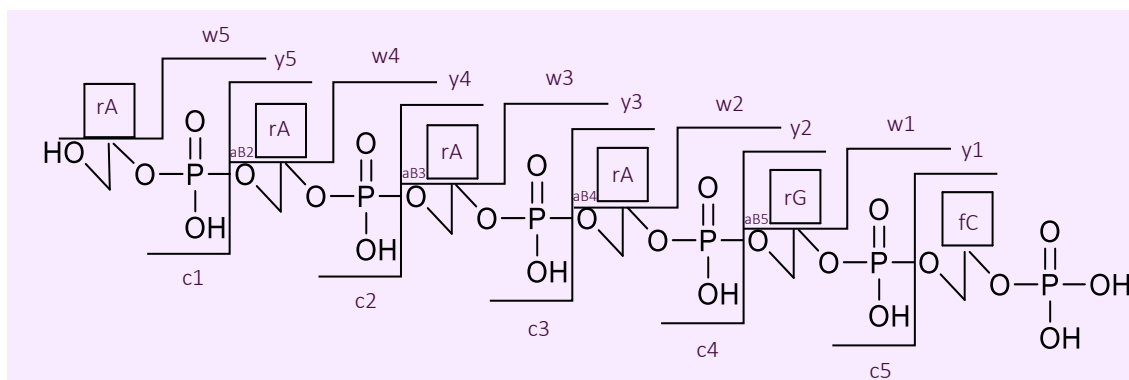 w5
y5
w4
y4
w3
y3
w2
y2
w1
y1
rA
rA
rA
rA
rG
fC
aB2
aB3
aB4
aB5
HO
O
P
O
OH
O
O
P
O
OH
O
O
P
O
OH
O
O
P
O
OH
O
O
P
O
OH
O
O
P
O
OH
OH
c1
c2
c3
c4
c5